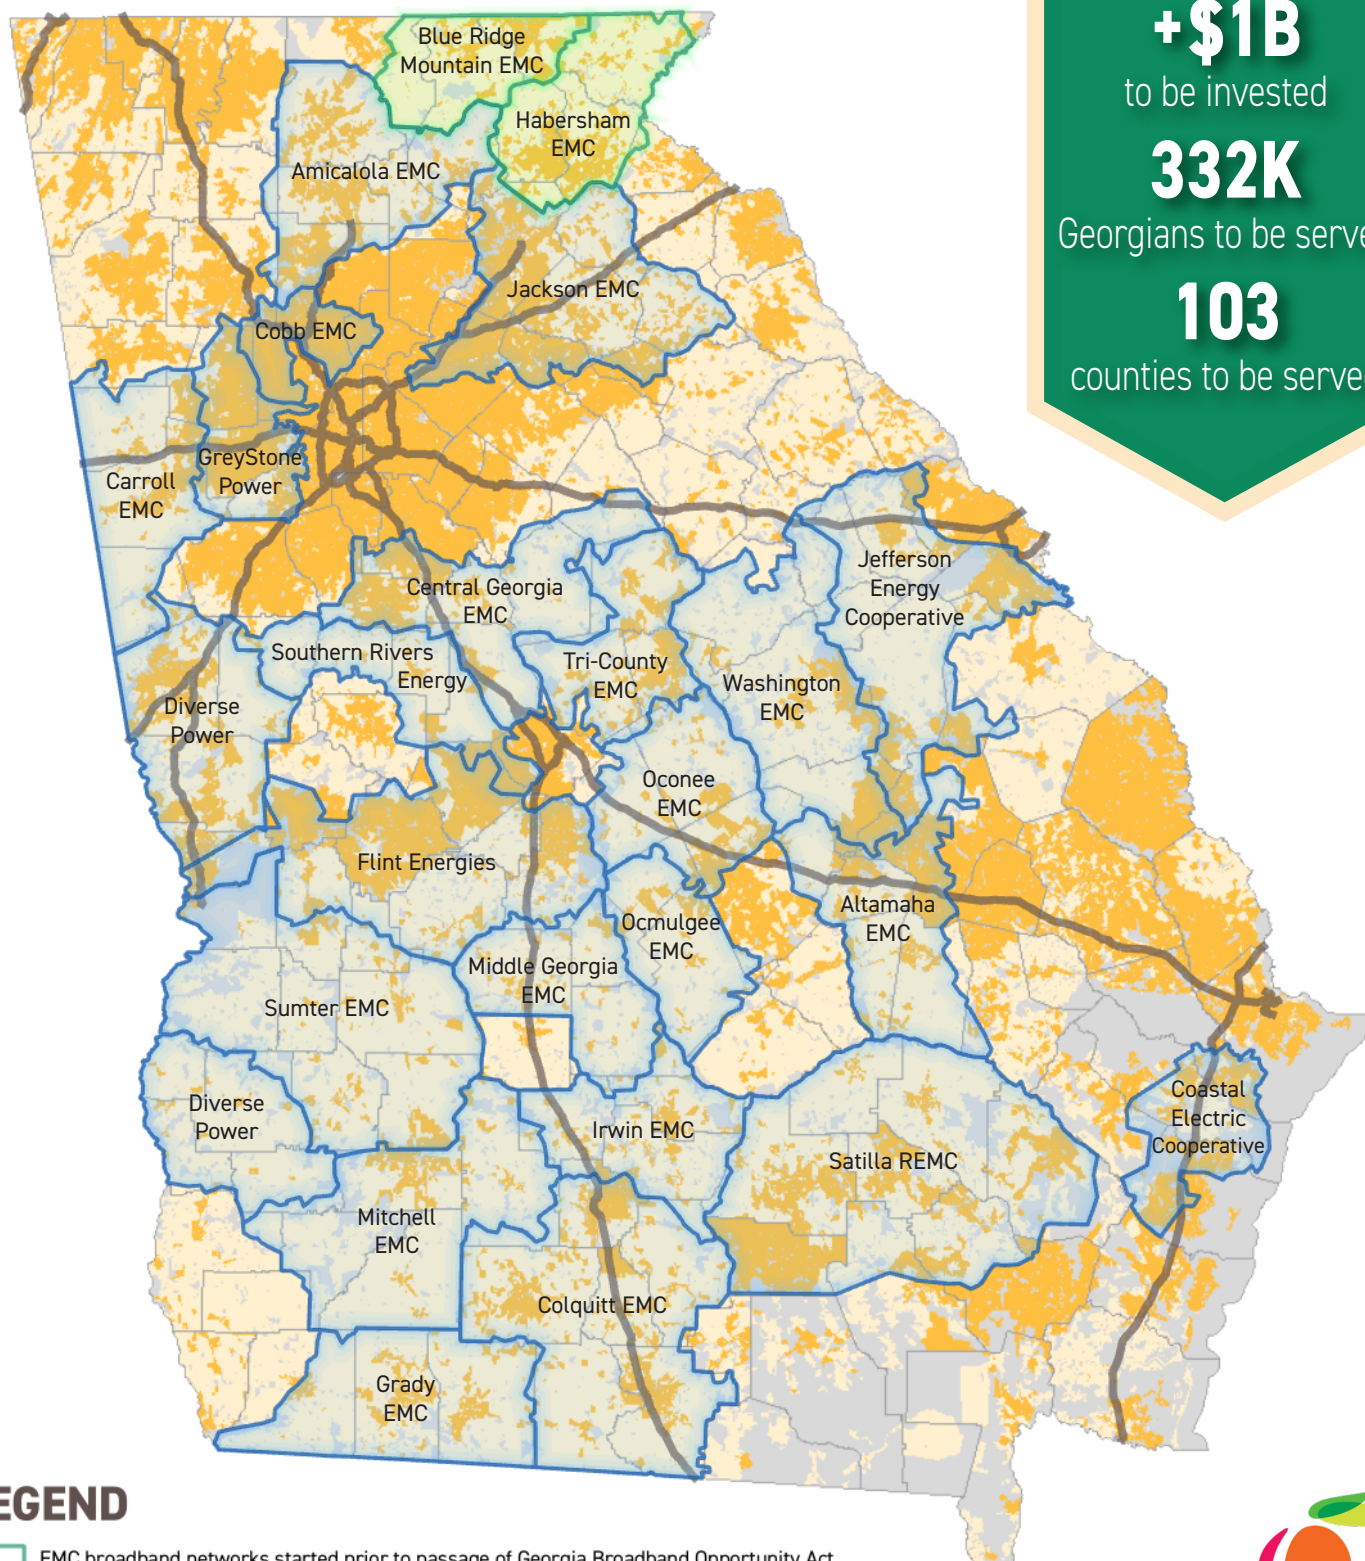 +$1B
to be invested
332K
Georgians to be serve
103
counties to be serve
Blue Ridge
Mountain EMC
Habersham
EMC
Amicalola EMC
Jackson EMC
Cobb EMC
GreyStone
Power
Carroll
EMC
Jefferson
Energy
Cooperative
Central Georgia
EMC
Southern Rivers
Energy
Tri-County
EMC
Washington
EMC
Diverse
Power
Oconee
EMC
Flint Energies
Altamaha
EMC
Ocmulgee
EMC
Middle Georgia
EMC
Sumter EMC
Coastal
Electric
Cooperative
Diverse
Power
Irwin EMC
Satilla REMC
Mitchell
EMC
Colquitt EMC
Grady
EMC
EGEND
EMC broadband networks started prior to passage of Georgia Broadband Opportunity Act